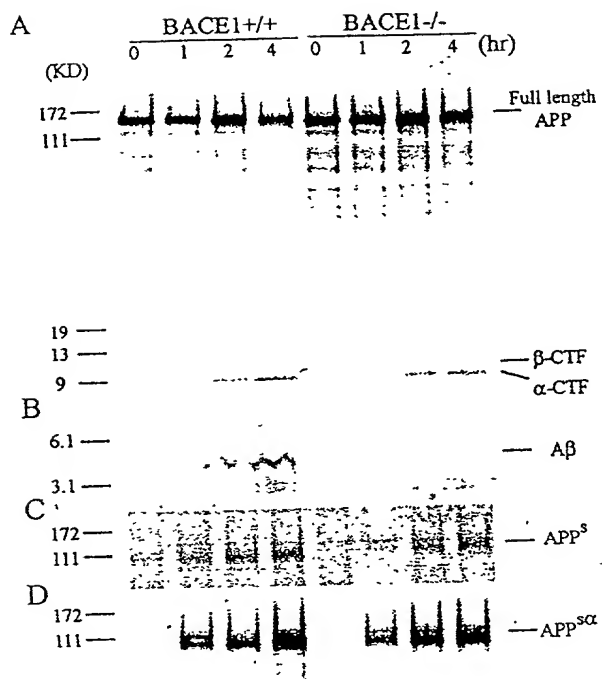 A
BACE1+/+ BACE1-/-
0 1 2 4 0 1 2 4 (hr)
(KD)
172
111
Full length
APP
19
13
9
β-CTF
α-CTF
B
6.1
3.1
Aβ
C
172
111
APPˢ
D
172
111
APPˢᵅ